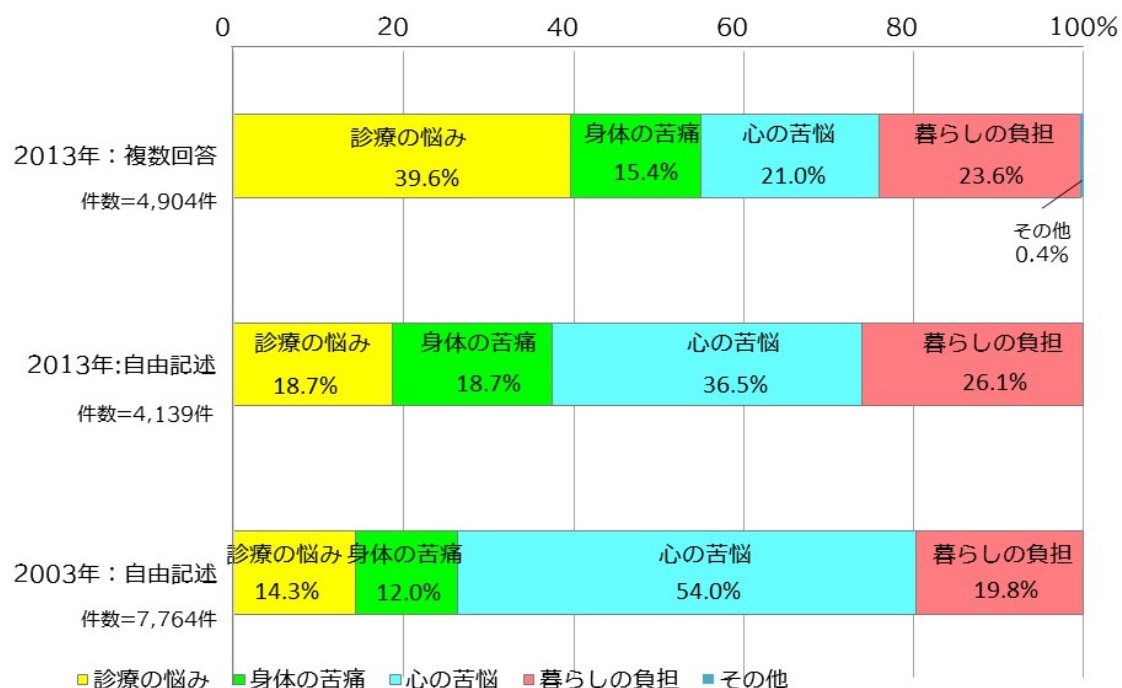 0 20 40 60 80 100%
診療の悩み 身体の苦痛 心の苦悩 暮らしの負担
2013年：複数回答
39.6% 15.4% 21.0% 23.6%
件数=4,904件
その他
0.4%
診療の悩み 身体の苦痛 心の苦悩 暮らしの負担
2013年:自由記述
18.7% 18.7% 36.5% 26.1%
件数=4,139件
診療の悩み 身体の苦痛 心の苦悩 暮らしの負担
2003年：自由記述
14.3% 12.0% 54.0% 19.8%
件数=7,764件
診療の悩み 身体の苦痛 心の苦悩 暮らしの負担 その他